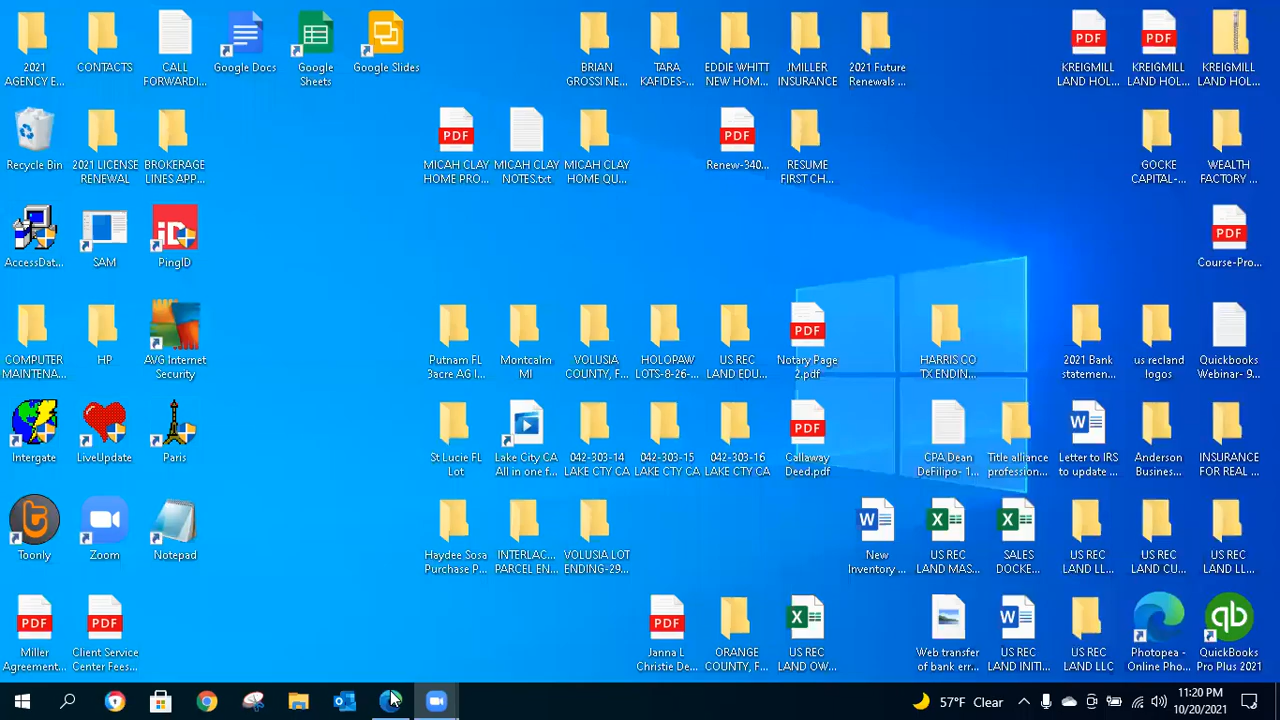 2021
AGENCY E...
CONTACTS
CALL
FORWARDI...
Google Docs
Google
Sheets
Google Slides
BRIAN
GROSSI NE...
TARA
KAFIDES-...
EDDIE WHITT
NEW HOM...
JMILLER
INSURANCE
2021 Future
Renewals ...
PDF
KREIGMILL
LAND HOL...
PDF
KREIGMILL
LAND HOL...
KREIGMILL
LAND HOL...
Recycle Bin
2021 LICENSE
RENEWAL
BROKERAGE
LINES APP...
PDF
MICAH CLAY
HOME PRO...
MICAH CLAY
NOTES.txt
MICAH CLAY
HOME QU...
PDF
Renew-340...
RESUME
FIRST CH...
GOCKE
CAPITAL-...
WEALTH
FACTORY ...
AccessDat...
SAM
iD
PingID
PDF
Course-Pro...
COMPUTER
MAINTENA...
HP
AVG Internet
Security
Putnam FL
3acre AG l...
Montcalm
MI
VOLUSIA
COUNTY, F...
HOLOPAW
LOTS-8-26-...
US REC
LAND EDU...
PDF
Notary Page
2.pdf
HARRIS CO
TX ENDIN...
2021 Bank
statemen...
us recland
logos
Quickbooks
Webinar- 9...
Intergate
LiveUpdate
Paris
St Lucie FL
Lot
Lake City CA
All in one f...
042-303-14
LAKE CTY CA
042-303-15
LAKE CTY CA
042-303-16
LAKE CTY CA
PDF
Callaway
Deed.pdf
CPA Dean
DeFilipo- 1...
Title alliance
profession...
Letter to IRS
to update ...
Anderson
Busines...
INSURANCE
FOR REAL ...
Toonly
Zoom
Notepad
Haydee Sosa
Purchase P...
INTERLAC...
PARCEL EN...
VOLUSIA LOT
ENDING-29...
New
Inventory ...
US REC
LAND MAS...
SALES
DOCKE...
US REC
LAND LL...
US REC
LAND CU...
US REC
LAND LL...
PDF
Miller
Agreement...
PDF
Client Service
Center Fees...
PDF
Janna L
Christie De...
ORANGE
COUNTY, F...
US REC
LAND OW...
Web transfer
of bank err...
US REC
LAND INITI...
US REC
LAND LLC
Photopea -
Online Pho...
qb
QuickBooks
Pro Plus 2021
57°F Clear
11:20 PM
10/20/2021